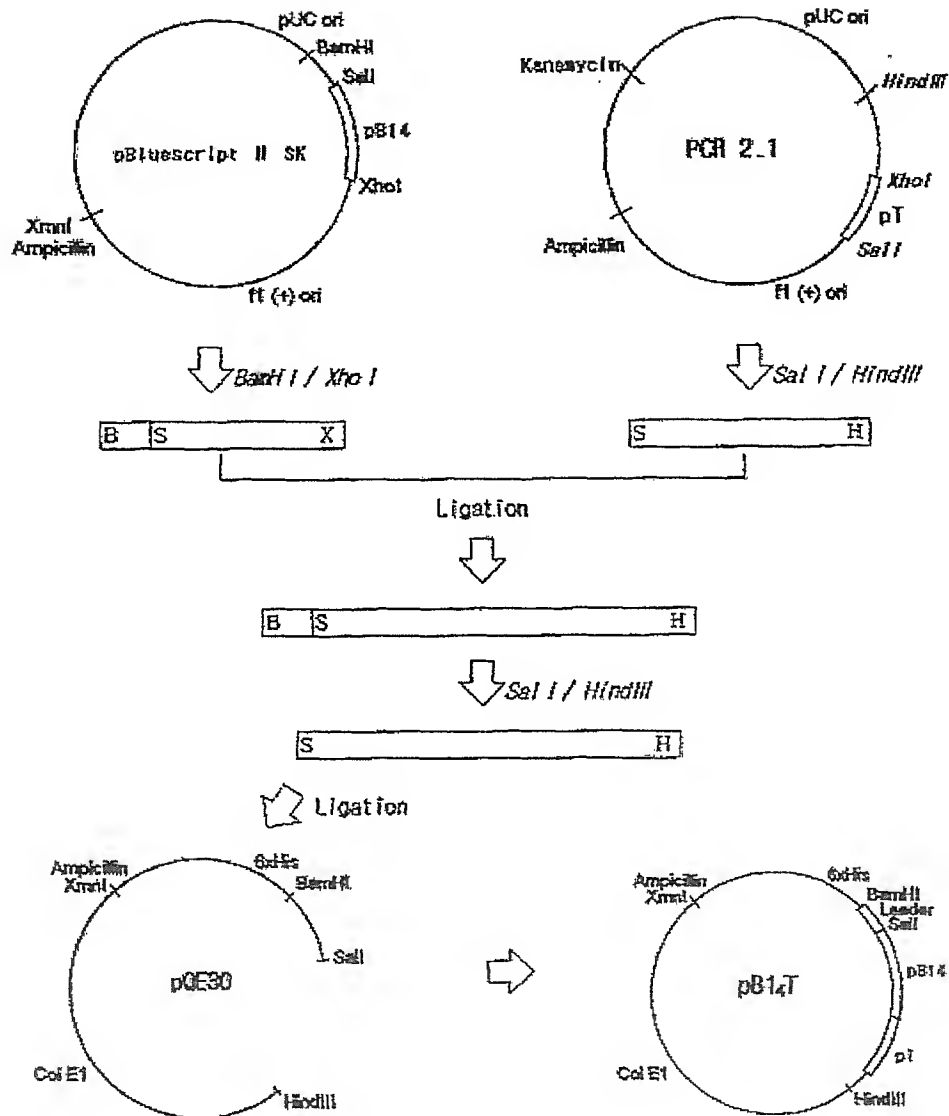 pUC ori
BamHI
SalI
pB14
pBluescript II SK
XhoI
XmnI
Ampicillin
f1 (+) ori
pUC ori
Kanamycin
HindIII
PCR 2_1
XhoI
pT
SalI
Ampicillin
f1 (+) ori
BamH I / Xho I
Sal I / HindIII
B S X
S H
Ligation
B S H
Sal I / HindIII
S H
Ligation
Ampicillin
XmnI
6xHis
BamHI
SalI
pQE30
Col E1
HindIII
Ampicillin
XmnI
6xHis
BamHI
Leader
SalI
pB14
pB1₄T
pT
Col E1
HindIII